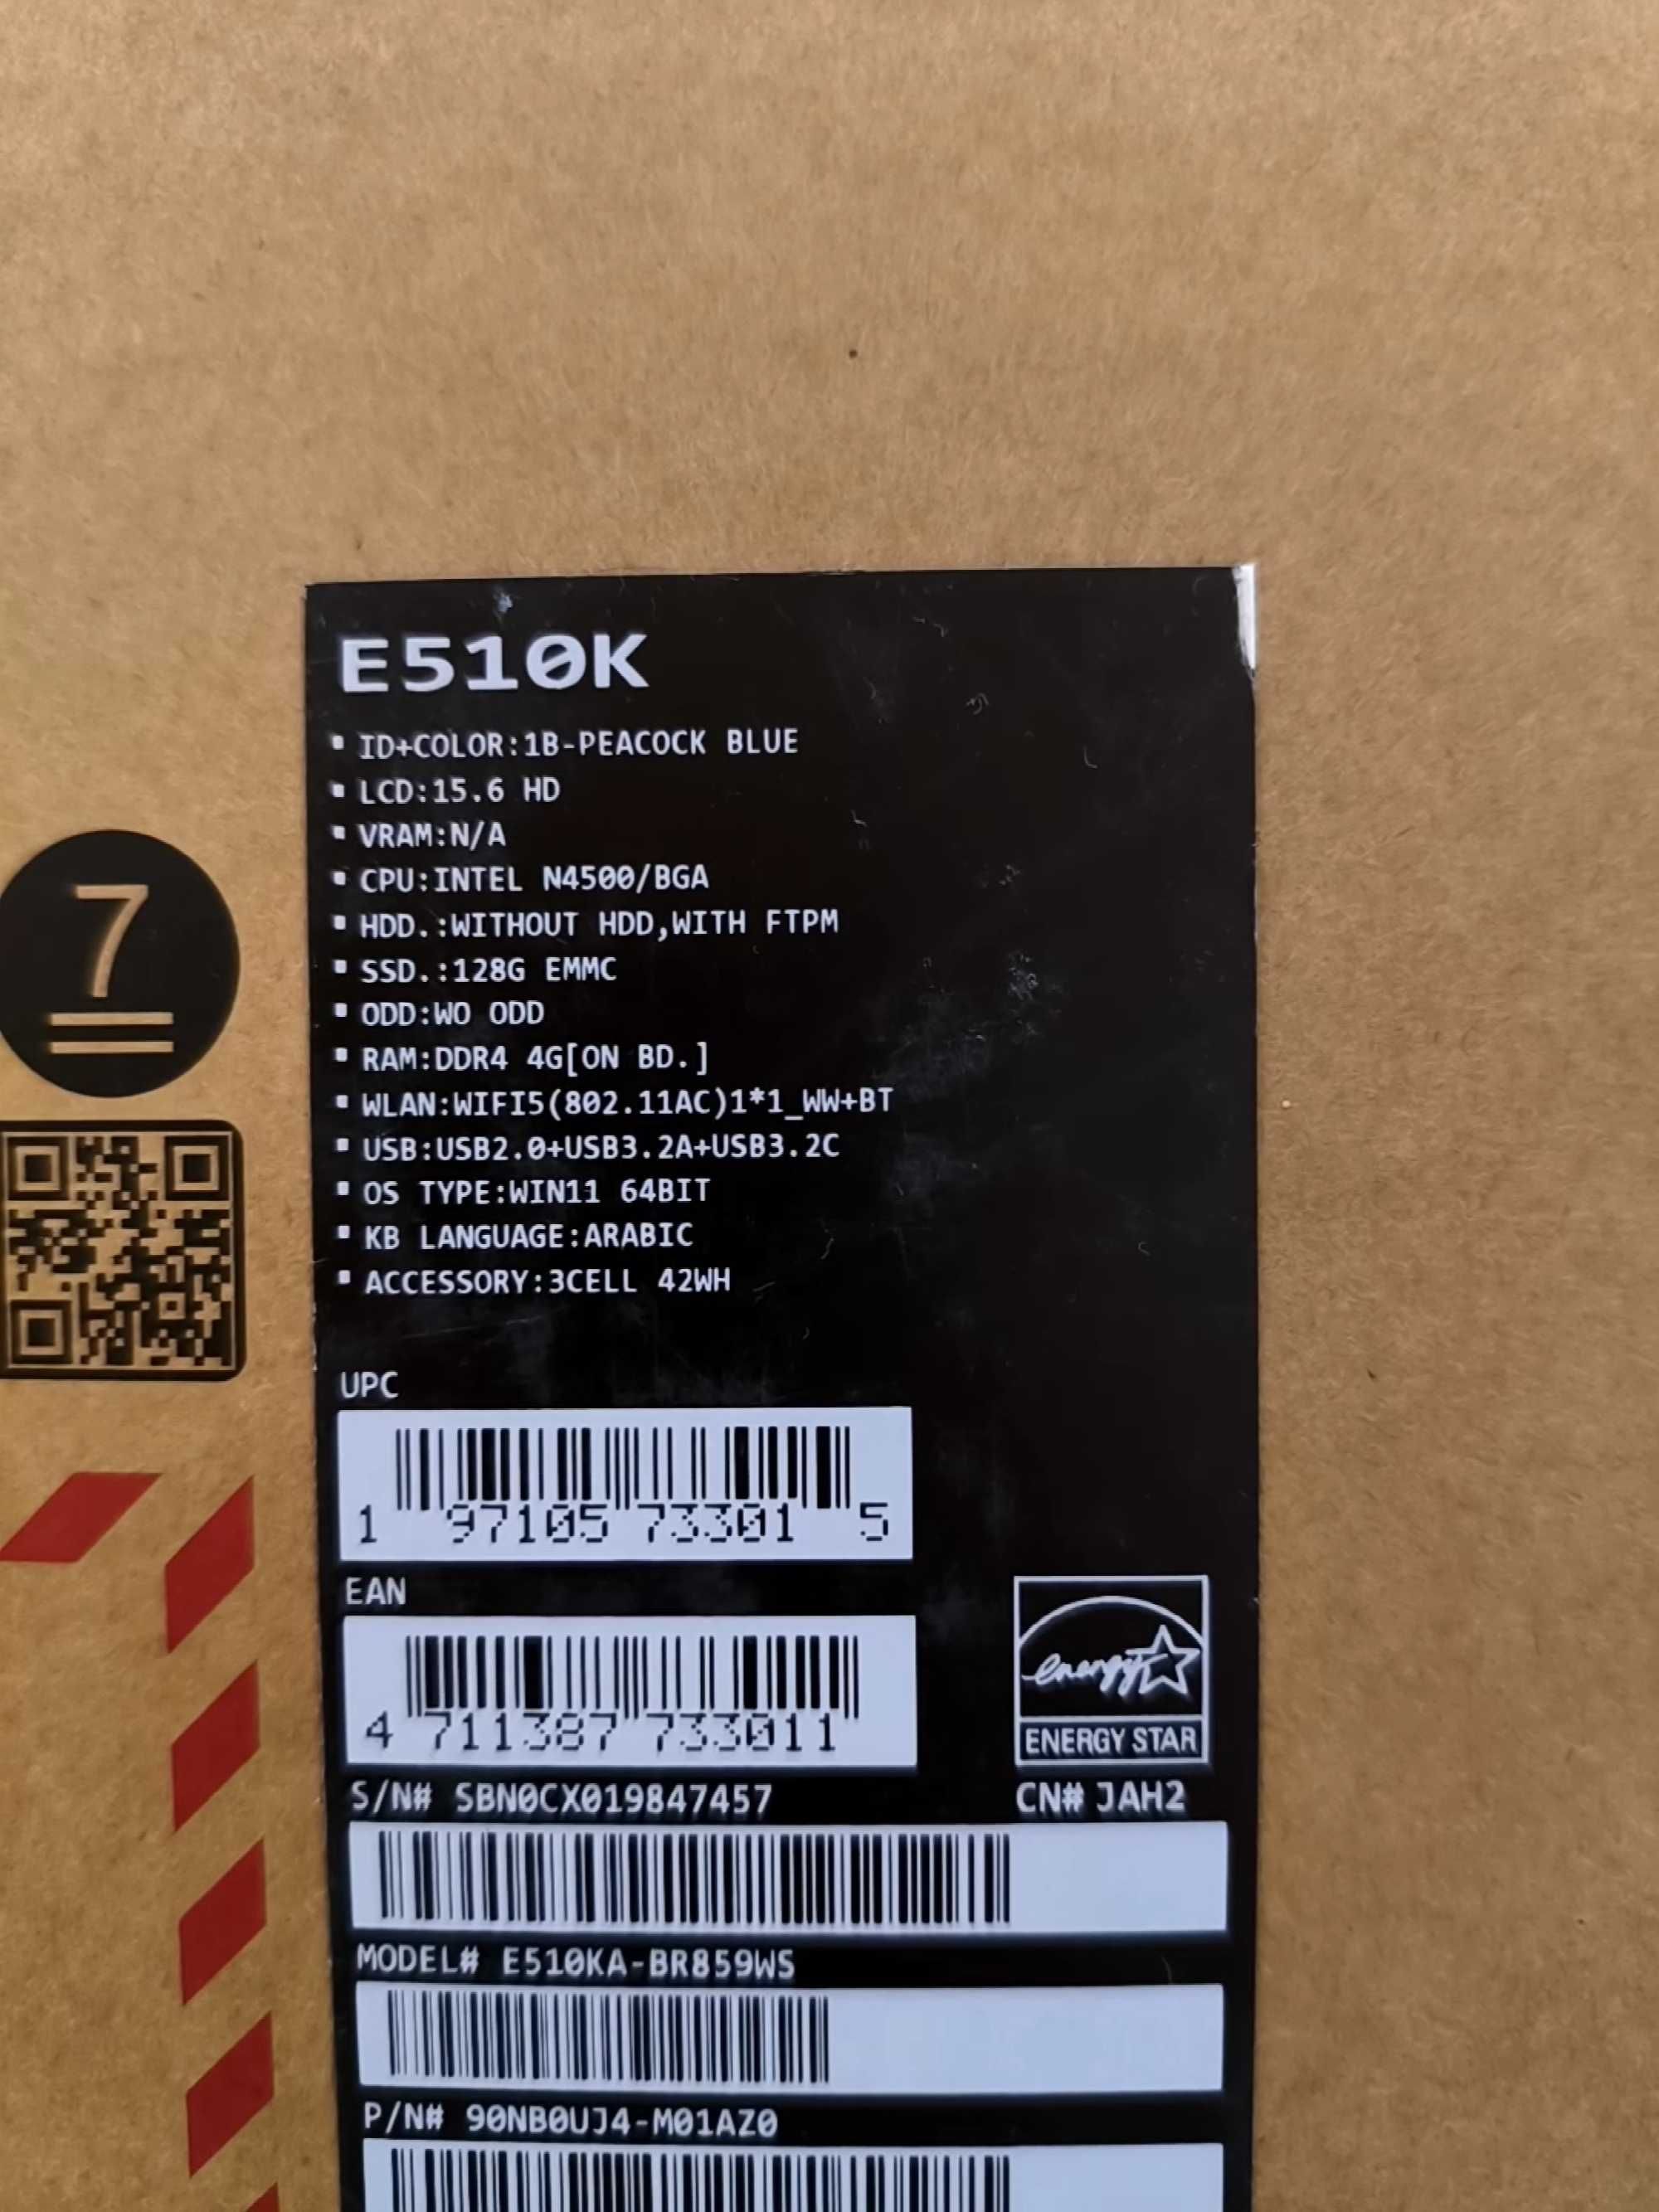 E510K
▪ ID+COLOR:1B-PEACOCK BLUE
▪ LCD:15.6 HD
▪ VRAM:N/A
▪ CPU:INTEL N4500/BGA
▪ HDD.:WITHOUT HDD,WITH FTPM
▪ SSD.:128G EMMC
▪ ODD:WO ODD
▪ RAM:DDR4 4G[ON BD.]
▪ WLAN:WIFI5(802.11AC)1*1_WW+BT
▪ USB:USB2.0+USB3.2A+USB3.2C
▪ OS TYPE:WIN11 64BIT
▪ KB LANGUAGE:ARABIC
▪ ACCESSORY:3CELL 42WH
7
UPC
1 97105 73301 5
EAN
4 711387 733011
energy
ENERGY STAR
S/N# SBN0CX019847457
CN# JAH2
MODEL# E510KA-BR859WS
P/N# 90NB0UJ4-M01AZ0